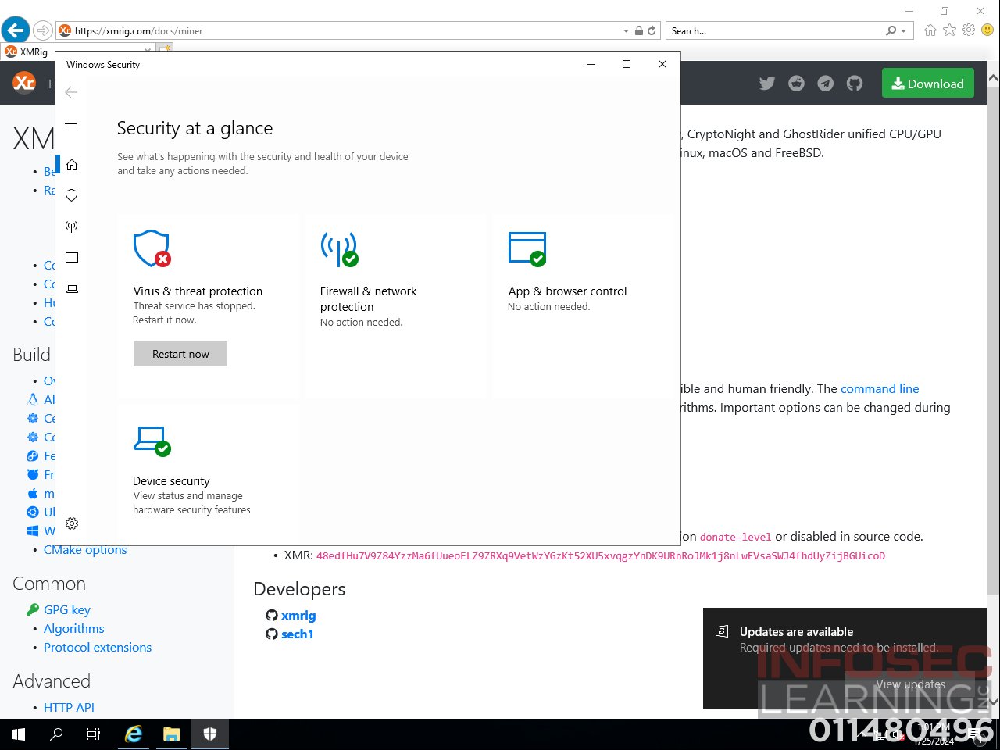 https://xmrig.com/docs/miner
Search...
XMRig
Windows Security
Download
Security at a glance
See what's happening with the security and health of your device
and take any actions needed.
, CryptoNight and GhostRider unified CPU/GPU
inux, macOS and FreeBSD.
XM
Be
Ra
Virus & threat protection
Threat service has stopped.
Restart it now.
Restart now
Firewall & network
protection
No action needed.
App & browser control
No action needed.
Co
Co
Hu
Co
Build
Ov
Al
Ce
Ce
Fe
Fr
m
Ub
W
CMake options
ible and human friendly. The command line
rithms. Important options can be changed during
Device security
View status and manage
hardware security features
ion donate-level or disabled in source code.
XMR: 48edfHu7V9Z84YzzMa6fUueoELZ9ZRXq9VetWzYGzKt52XU5xvqgzYnDK9URnRoJMk1j8nLwEVsaSWJ4fhdUyZijBGUicoD
Common
GPG key
Algorithms
Protocol extensions
Advanced
HTTP API
Developers
xmrig
sech1
Updates are available
Required updates need to be installed.
View updates
INFOSEC
LEARNING INC
011480496
1:01 PM
1/25/2024